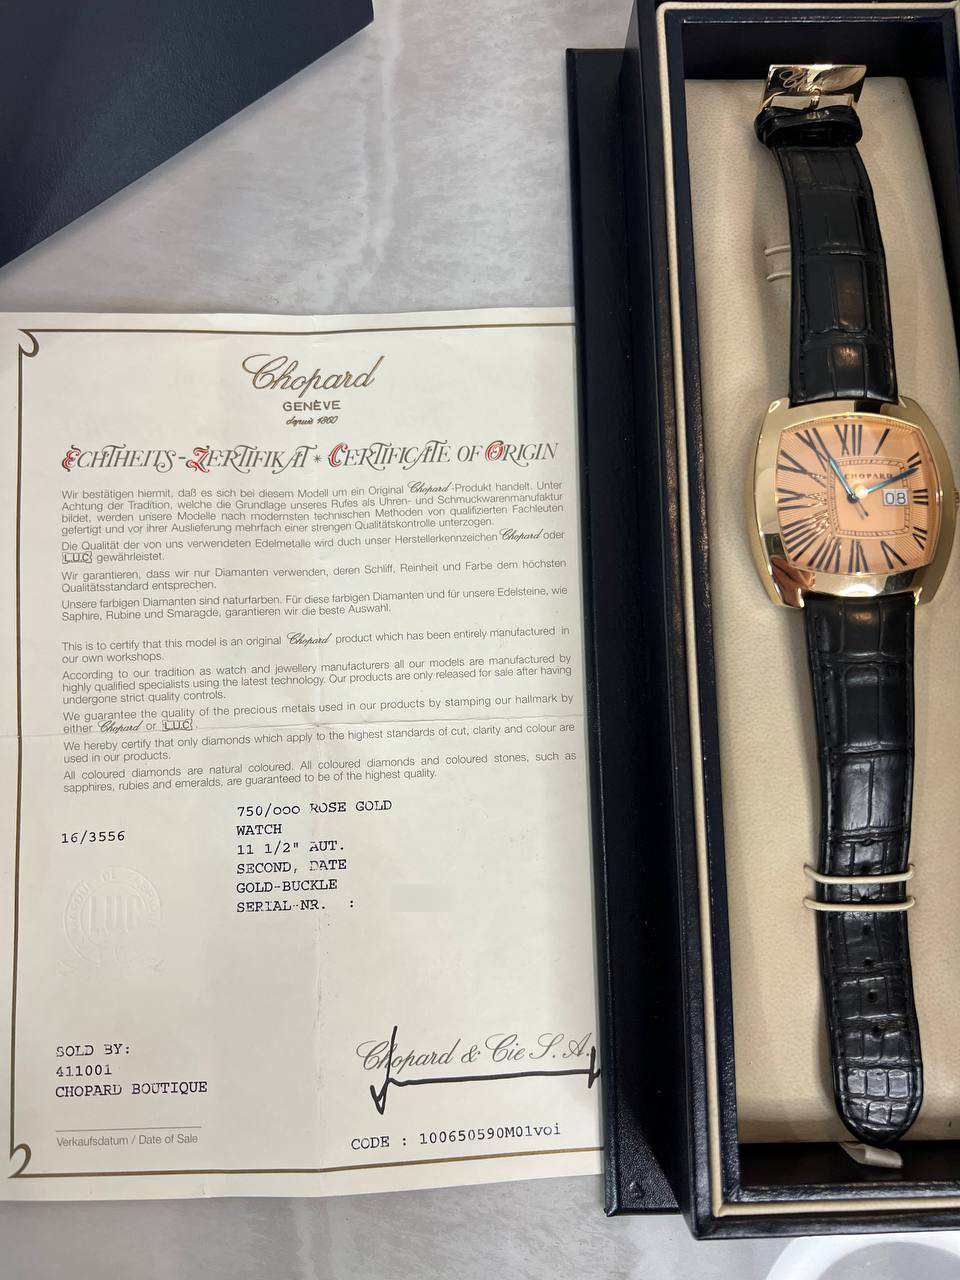 Chopard
GENÈVE
depuis 1860
ECHTHEITS-ZERTIFIKAT * CERTIFICATE OF ORIGIN
Wir bestätigen hiermit, daß es sich bei diesem Modell um ein Original Chopard-Produkt handelt. Unter
Achtung der Tradition, welche die Grundlage unseres Rufes als Uhren- und Schmuckwarenmanufaktur
bildet, werden unsere Modelle nach modernsten technischen Methoden von qualifizierten Fachleuten
gefertigt und vor ihrer Auslieferung mehrfach einer strengen Qualitätskontrolle unterzogen.
Die Qualität der von uns verwendeten Edelmetalle wird duch unser Herstellerkennzeichen Chopard oder
L.U.C gewährleistet.
Wir garantieren, dass wir nur Diamanten verwenden, deren Schliff, Reinheit und Farbe dem höchsten
Qualitätsstandard entsprechen.
Unsere farbigen Diamanten sind naturfarben. Für diese farbigen Diamanten und für unsere Edelsteine, wie
Saphire, Rubine und Smaragde, garantieren wir die beste Auswahl.
This is to certify that this model is an original Chopard product which has been entirely manufactured in
our own workshops.
According to our tradition as watch and jewellery manufacturers all our models are manufactured by
highly qualified specialists using the latest technology. Our products are only released for sale after having
undergone strict quality controls.
We guarantee the quality of the precious metals used in our products by stamping our hallmark by
either Chopard or L.U.C
We hereby certify that only diamonds which apply to the highest standards of cut, clarity and colour are
used in our products.
All coloured diamonds are natural coloured. All coloured diamonds and coloured stones, such as
sapphires, rubies and emeralds, are guaranteed to be of the highest quality.
16/3556
750/000 ROSE GOLD
WATCH
11 1/2" AUT.
SECOND, DATE
GOLD-BUCKLE
SERIAL-NR. :
LUC
SOLD BY:
411001
CHOPARD BOUTIQUE
Chopard & Cie S.A.
Verkaufsdatum / Date of Sale
CODE : 100650590M01voi
Chopard
XII
CHOPARD
08